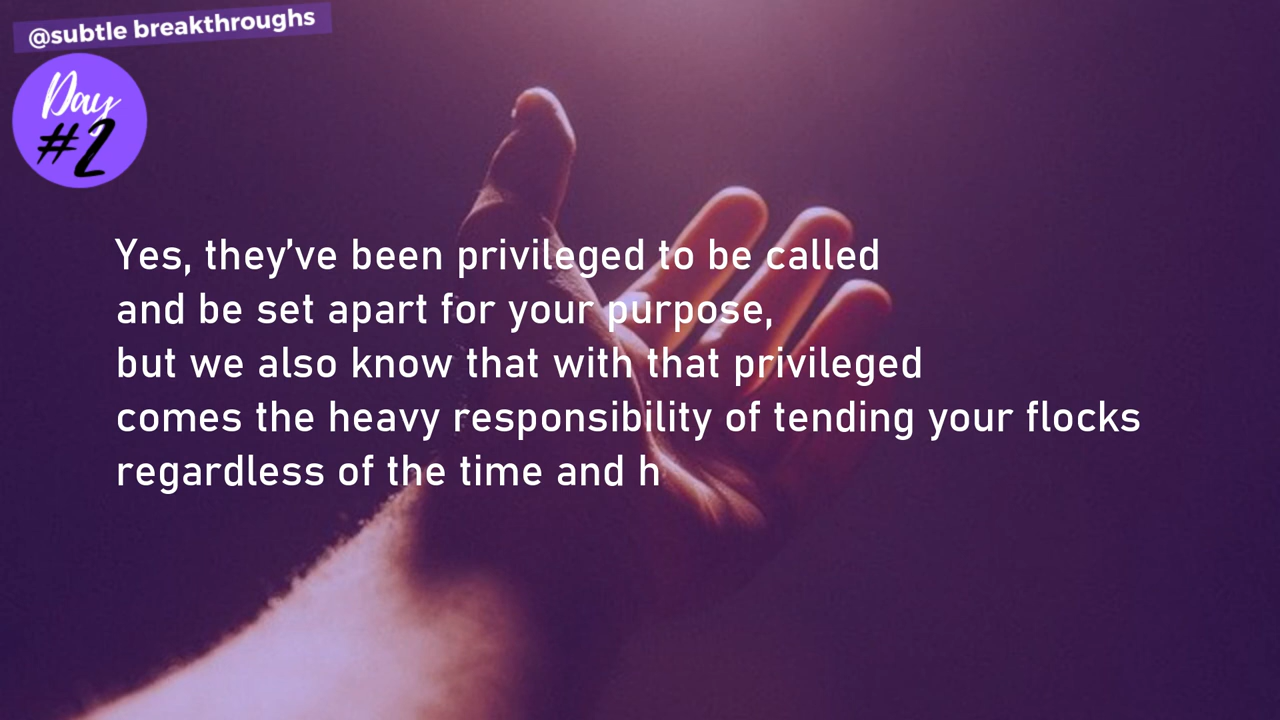 @subtle breakthroughs
Day
#2
Yes, they've been privileged to be called
and be set apart for your purpose,
but we also know that with that privileged
comes the heavy responsibility of tending your flocks
regardless of the time and h